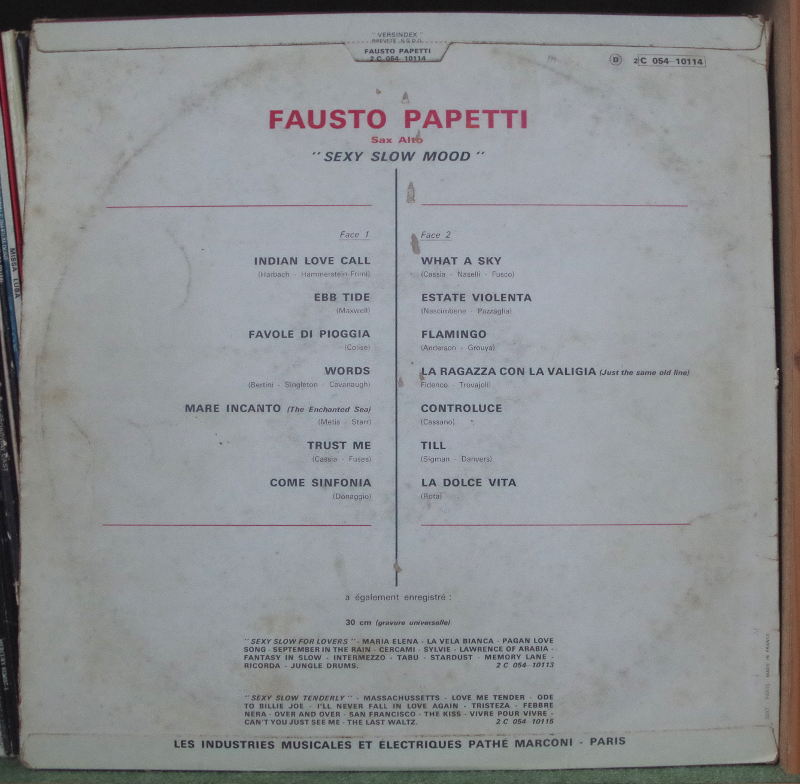 "VERSINDEX"
BREVETÉ S.G.D.G.
FAUSTO PAPETTI
2 C 054-10114
2 C 054-10114
FAUSTO PAPETTI
Sax Alto
"SEXY SLOW MOOD"
Face 1
INDIAN LOVE CALL
(Harbach - Hammerstein-Friml)
EBB TIDE
(Maxwell)
FAVOLE DI PIOGGIA
(Colise)
WORDS
(Bertini - Singleton - Cavanaugh)
MARE INCANTO (The Enchanted Sea)
(Metis - Starr)
TRUST ME
(Cassia - Fuses)
COME SINFONIA
(Donaggio)
Face 2
WHAT A SKY
(Cassia - Naselli - Fusco)
ESTATE VIOLENTA
(Nascimbene - Pazzaglia)
FLAMINGO
(Anderson - Grouya)
LA RAGAZZA CON LA VALIGIA (Just the same old line)
Fidenco - Trovajoli)
CONTROLUCE
(Cassano)
TILL
(Sigman - Danvers)
LA DOLCE VITA
(Rota)
a également enregistré :
30 cm (gravure universelle)
"SEXY SLOW FOR LOVERS" - MARIA ELENA - LA VELA BIANCA - PAGAN LOVE
SONG - SEPTEMBER IN THE RAIN - CERCAMI - SYLVIE - LAWRENCE OF ARABIA -
FANTASY IN SLOW - INTERMEZZO - TABU - STARDUST - MEMORY LANE -
RICORDA - JUNGLE DRUMS. 2 C 054-10113
"SEXY SLOW TENDERLY" - MASSACHUSSETTS - LOVE ME TENDER - ODE
TO BILLIE JOE - I'LL NEVER FALL IN LOVE AGAIN - TRISTEZA - FEBBRE
NERA - OVER AND OVER - SAN FRANCISCO - THE KISS - VIVRE POUR VIVRE -
CAN'T YOU JUST SEE ME - THE LAST WALTZ. 2 C 054-10115
LES INDUSTRIES MUSICALES ET ÉLECTRIQUES PATHÉ MARCONI - PARIS
MADE IN FRANCE
MISSA LUBA